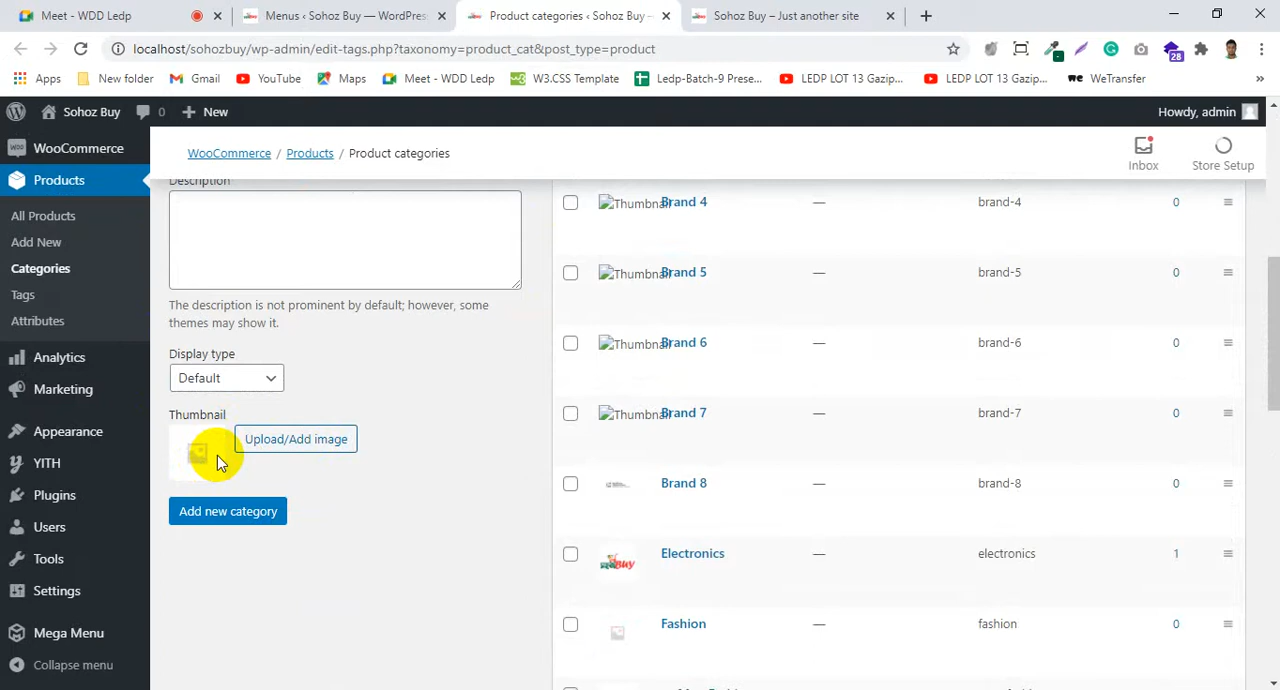 Meet - WDD Ledp
Menus ‹ Sohoz Buy — WordPres
Product categories ‹ Sohoz Buy —
Sohoz Buy – Just another site
localhost/sohozbuy/wp-admin/edit-tags.php?taxonomy=product_cat&post_type=product
28
Apps
New folder
Gmail
YouTube
Maps
Meet - WDD Ledp
W3.CSS Template
Ledp-Batch-9 Prese...
LEDP LOT 13 Gazip...
LEDP LOT 13 Gazip...
WeTransfer
Sohoz Buy
0
New
Howdy, admin
WooCommerce
Products
All Products
Add New
Categories
Tags
Attributes
Analytics
Marketing
Appearance
YITH
Plugins
Users
Tools
Settings
Mega Menu
Collapse menu
WooCommerce / Products / Product categories
Inbox
Store Setup
Description
The description is not prominent by default; however, some
themes may show it.
Display type
Default
Thumbnail
Upload/Add image
Add new category
Thumbnail Brand 4 — brand-4 0
Thumbnail Brand 5 — brand-5 0
Thumbnail Brand 6 — brand-6 0
Thumbnail Brand 7 — brand-7 0
Brand 8 — brand-8 0
Buy Electronics — electronics 1
Fashion — fashion 0